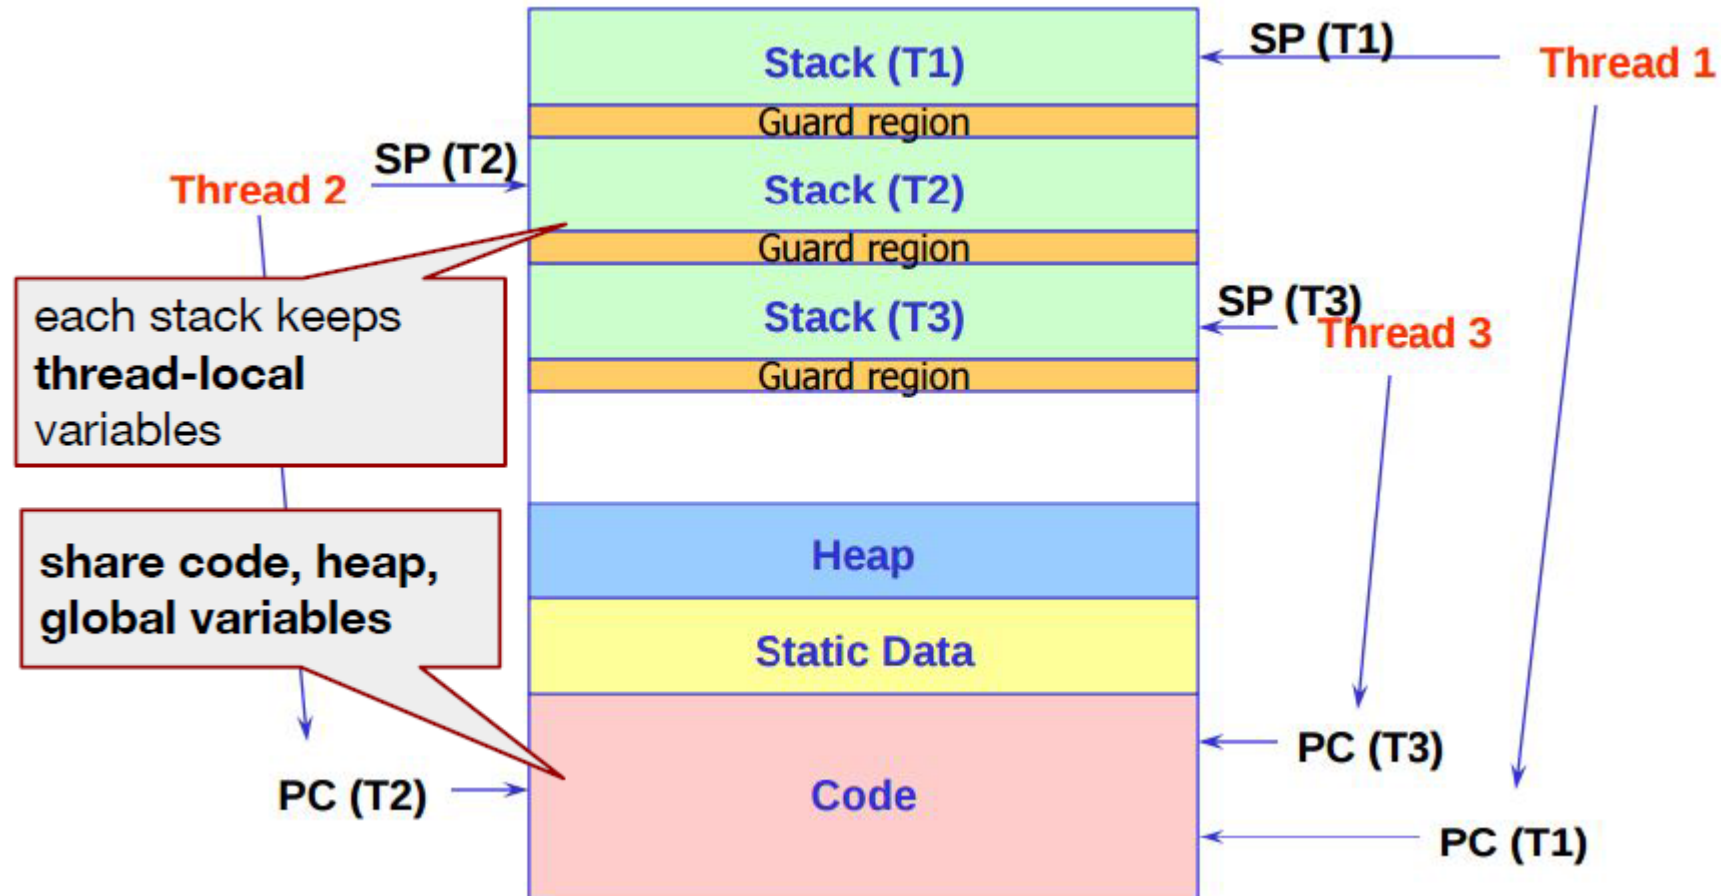 Stack (T1)
SP (T1)
Thread 1
Guard region
SP (T2)
Thread 2
Stack (T2)
Guard region
each stack keeps
thread-local
variables
Stack (T3)
SP (T3)
Thread 3
Guard region
share code, heap,
global variables
Heap
Static Data
PC (T3)
PC (T2)
Code
PC (T1)